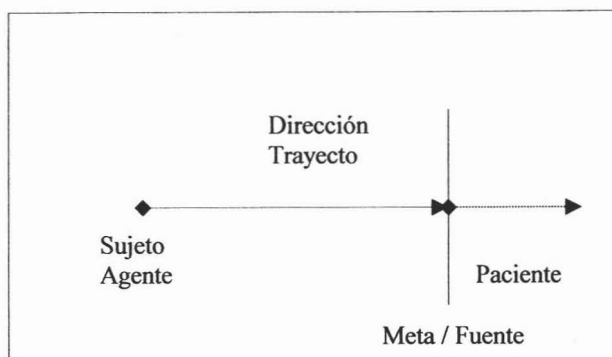 Dirección
Trayecto
Sujeto
Agente
Paciente
Meta / Fuente